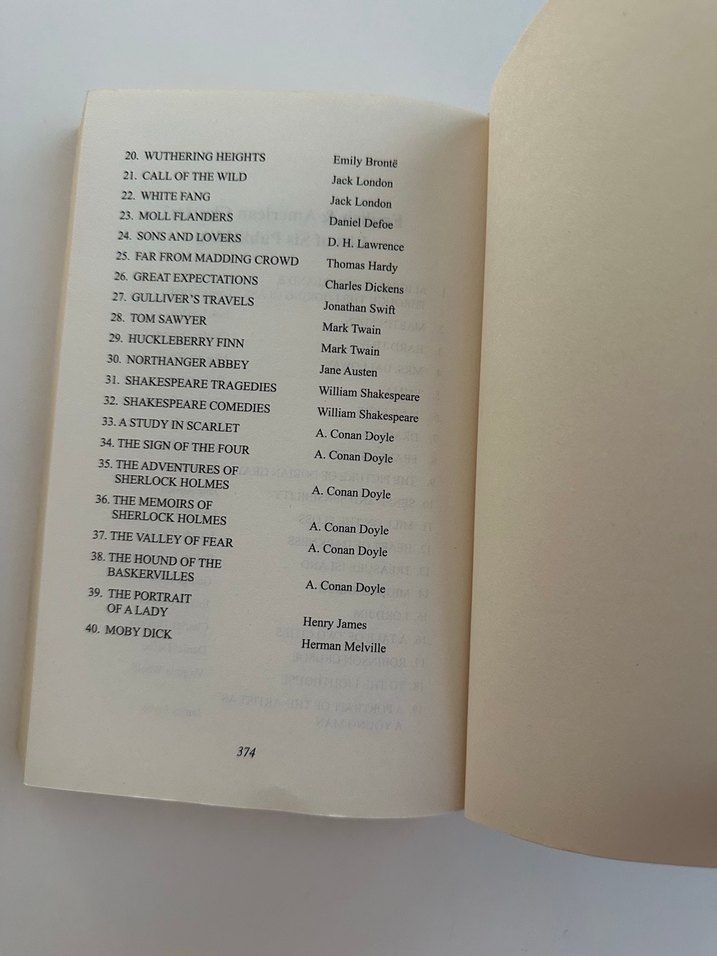 20. WUTHERING HEIGHTS Emily Brontë
21. CALL OF THE WILD Jack London
22. WHITE FANG Jack London
23. MOLL FLANDERS Daniel Defoe
24. SONS AND LOVERS D. H. Lawrence
25. FAR FROM MADDING CROWD Thomas Hardy
26. GREAT EXPECTATIONS Charles Dickens
27. GULLIVER'S TRAVELS Jonathan Swift
28. TOM SAWYER Mark Twain
29. HUCKLEBERRY FINN Mark Twain
30. NORTHANGER ABBEY Jane Austen
31. SHAKESPEARE TRAGEDIES William Shakespeare
32. SHAKESPEARE COMEDIES William Shakespeare
33. A STUDY IN SCARLET A. Conan Doyle
34. THE SIGN OF THE FOUR A. Conan Doyle
35. THE ADVENTURES OF
SHERLOCK HOLMES A. Conan Doyle
36. THE MEMOIRS OF
SHERLOCK HOLMES A. Conan Doyle
37. THE VALLEY OF FEAR A. Conan Doyle
38. THE HOUND OF THE
BASKERVILLES A. Conan Doyle
39. THE PORTRAIT
OF A LADY Henry James
40. MOBY DICK Herman Melville
374